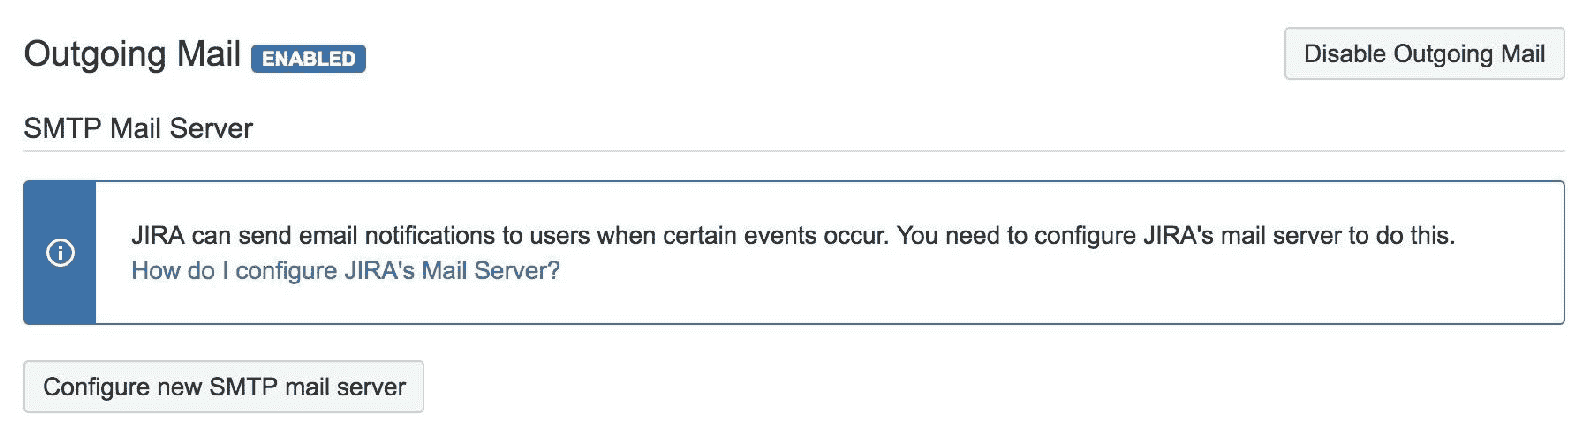 Outgoing Mail ENABLED Disable Outgoing Mail
SMTP Mail Server
JIRA can send email notifications to users when certain events occur. You need to configure JIRA's mail server to do this.
How do I configure JIRA's Mail Server?
Configure new SMTP mail server